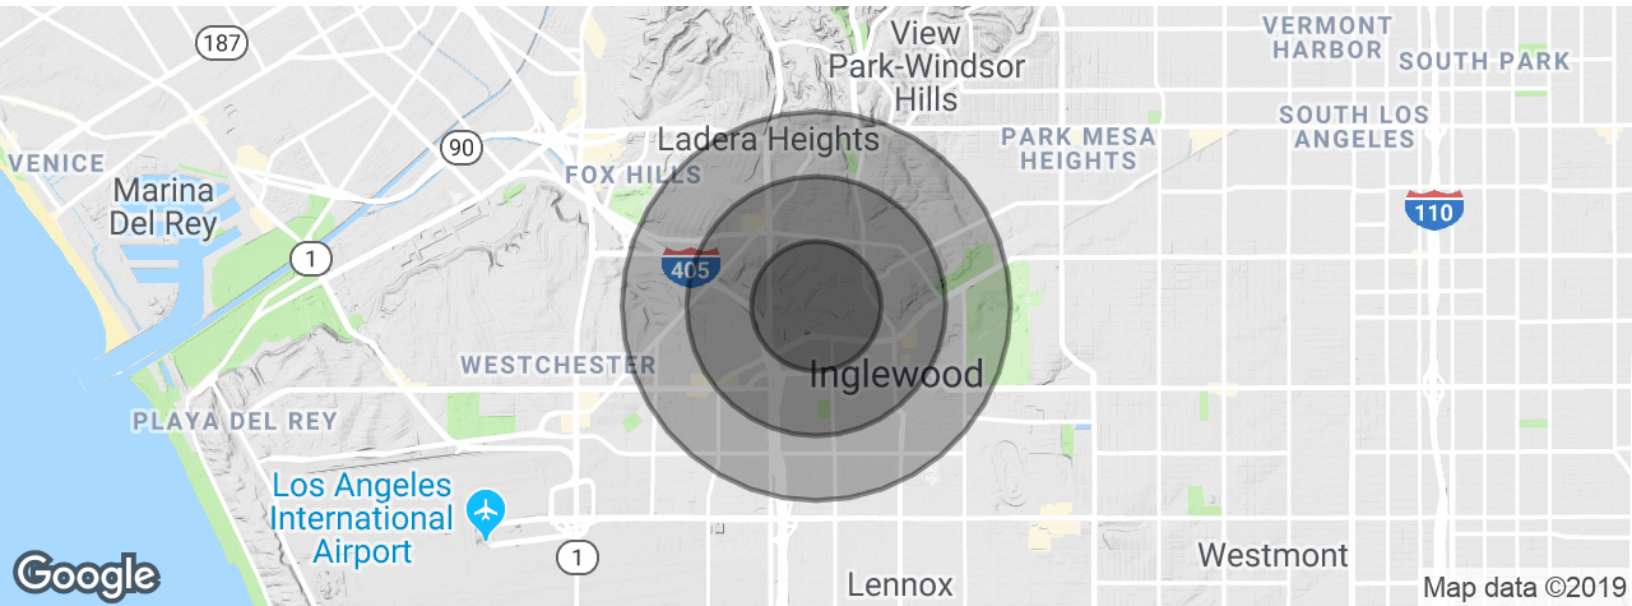 187
View
Park-Windsor
Hills
VERMONT
HARBOR
SOUTH PARK
SOUTH LOS
ANGELES
PARK MESA
HEIGHTS
Ladera Heights
90
FOX HILLS
VENICE
Marina
Del Rey
1
405
110
WESTCHESTER
Inglewood
PLAYA DEL REY
Los Angeles
International
Airport
1
Westmont
Lennox
Google
Map data ©2019